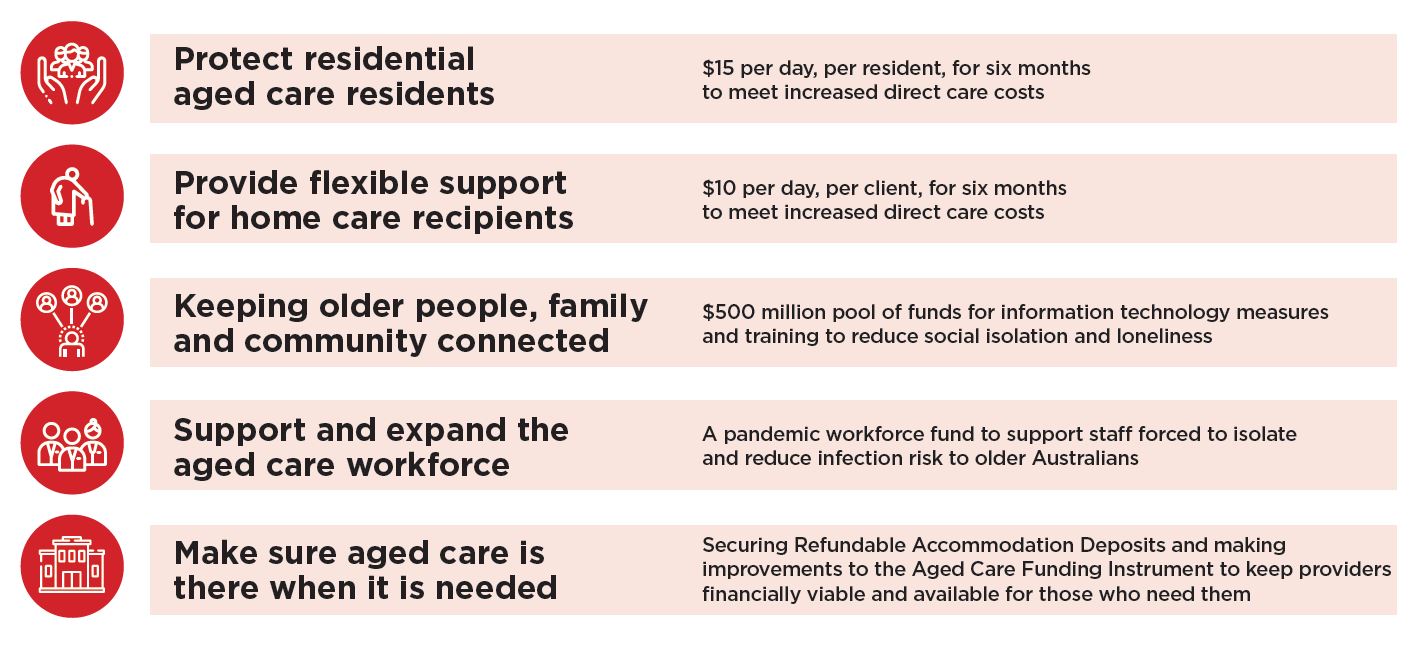 Protect residential
aged care residents
$15 per day, per resident, for six months
to meet increased direct care costs
Provide flexible support
for home care recipients
$10 per day, per client, for six months
to meet increased direct care costs
Keeping older people, family
and community connected
$500 million pool of funds for information technology measures
and training to reduce social isolation and loneliness
Support and expand the
aged care workforce
A pandemic workforce fund to support staff forced to isolate
and reduce infection risk to older Australians
Make sure aged care is
there when it is needed
Securing Refundable Accommodation Deposits and making
improvements to the Aged Care Funding Instrument to keep providers
financially viable and available for those who need them